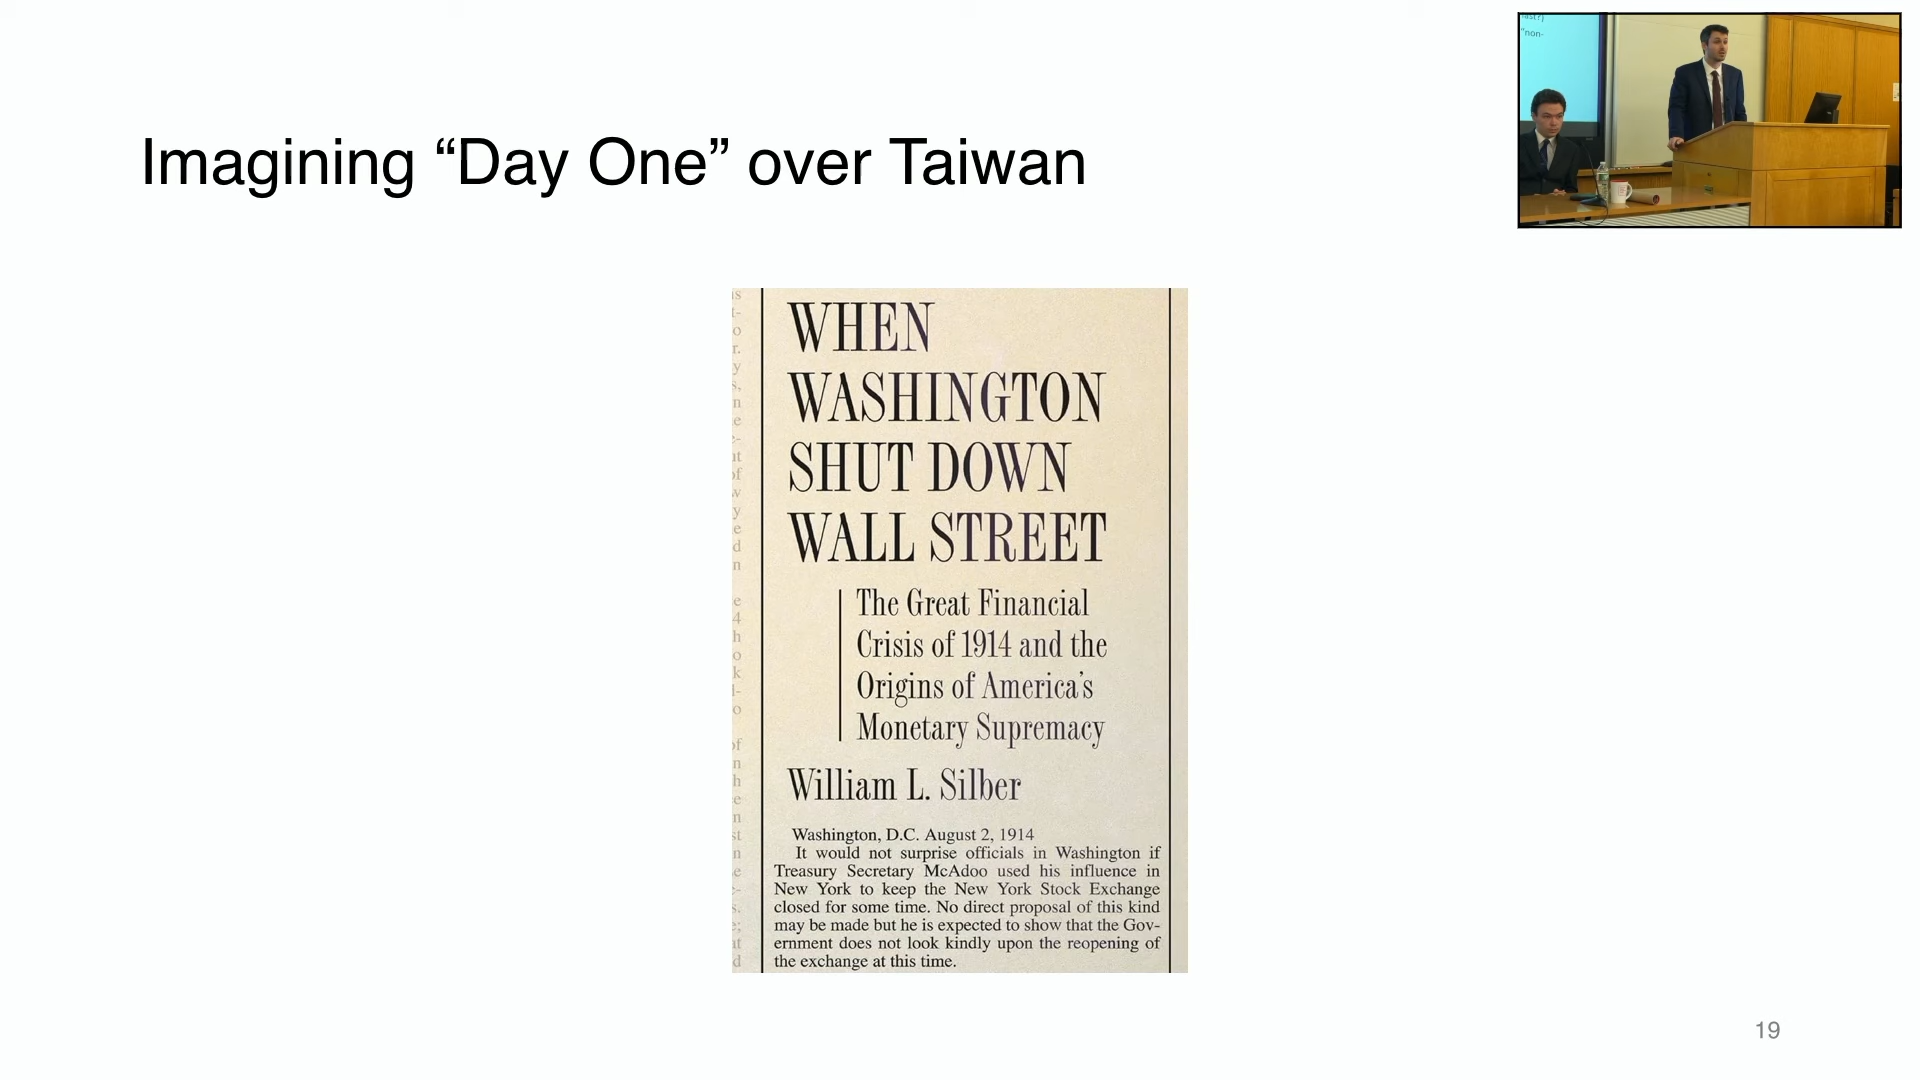 Imagining “Day One” over Taiwan
WHEN
WASHINGTON
SHUT DOWN
WALL STREET
The Great Financial
Crisis of 1914 and the
Origins of America’s
Monetary Supremacy
William L. Silber
Washington, D.C. August 2, 1914
It would not surprise officials in Washington if
Treasury Secretary McAdoo used his influence in
New York to keep the New York Stock Exchange
closed for some time. No direct proposal of this kind
may be made but he is expected to show that the Gov-
ernment does not look kindly upon the reopening of
the exchange at this time.
19
“non-